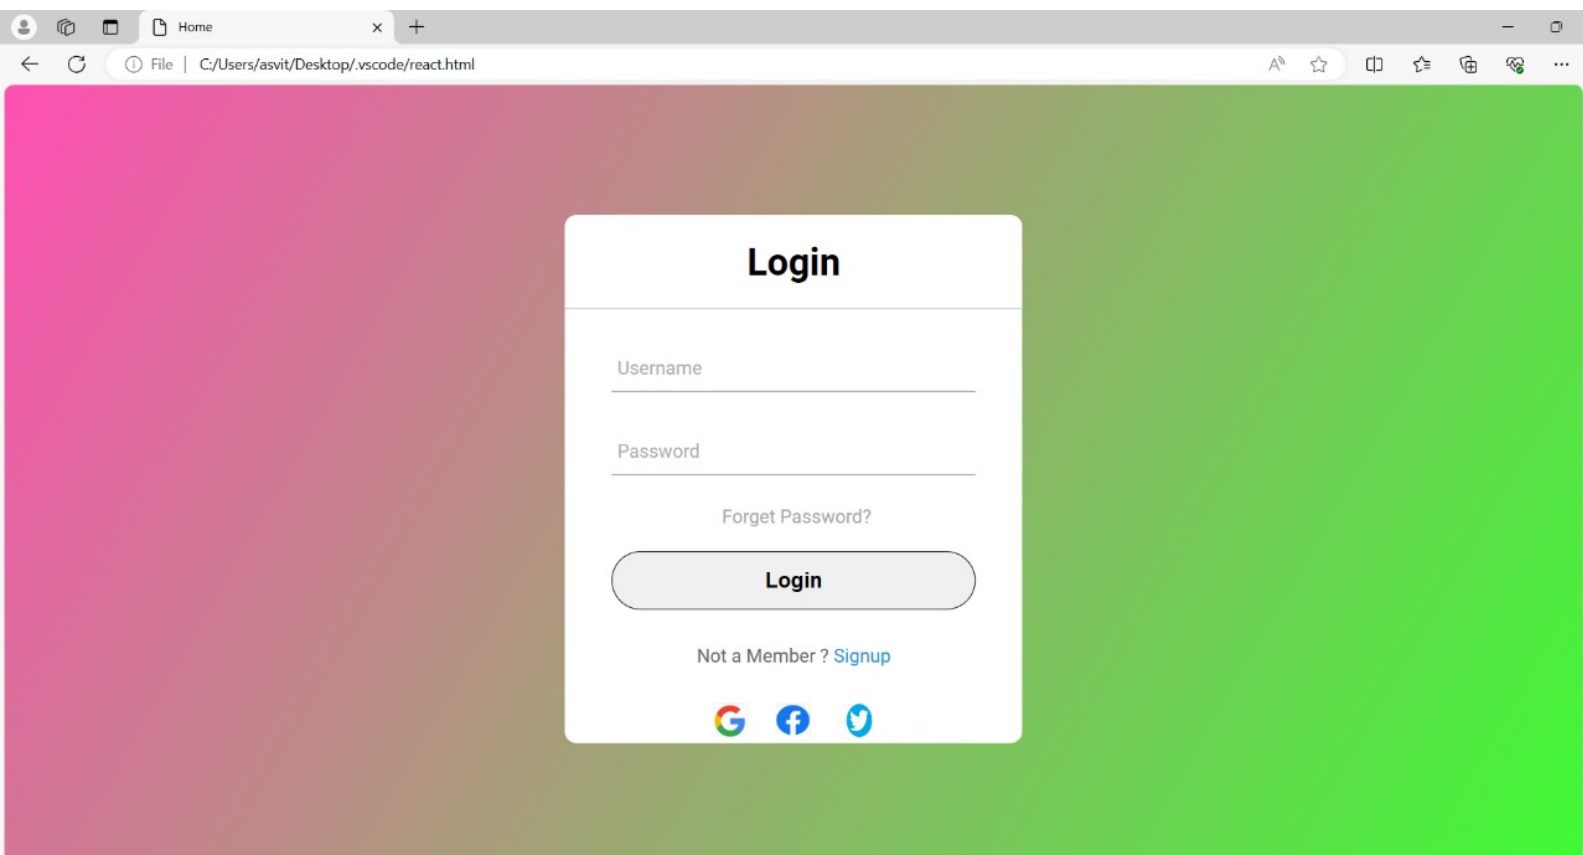 Home
File | C:/Users/asvit/Desktop/.vscode/react.html
Login
Username
Password
Forget Password?
Login
Not a Member ? Signup